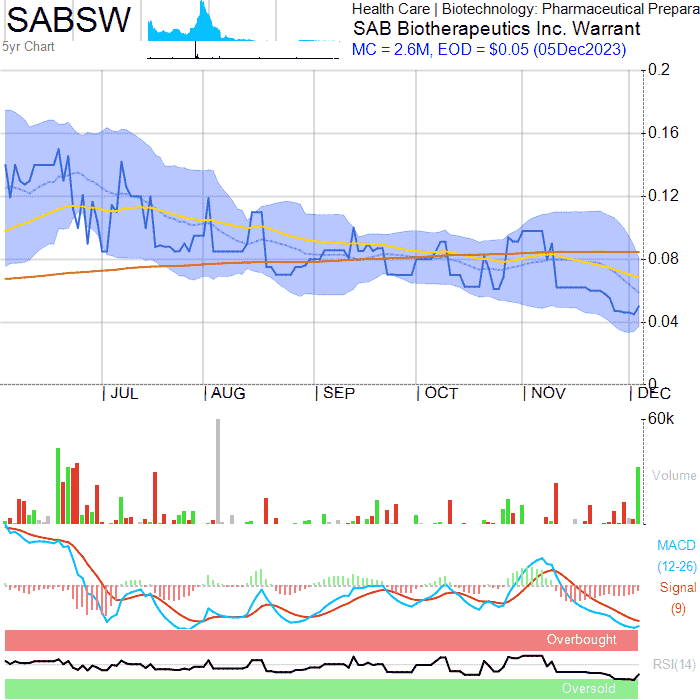 SABSW
5yr Chart
Health Care | Biotechnology: Pharmaceutical Prepara
SAB Biotherapeutics Inc. Warrant
MC = 2.6M, EOD = $0.05 (05Dec2023)
0.2
0.16
0.12
0.08
0.04
0
JUL AUG SEP OCT NOV DEC
60k
Volume
MACD
(12-26)
Signal
(9)
Overbought
RSI(14)
Oversold